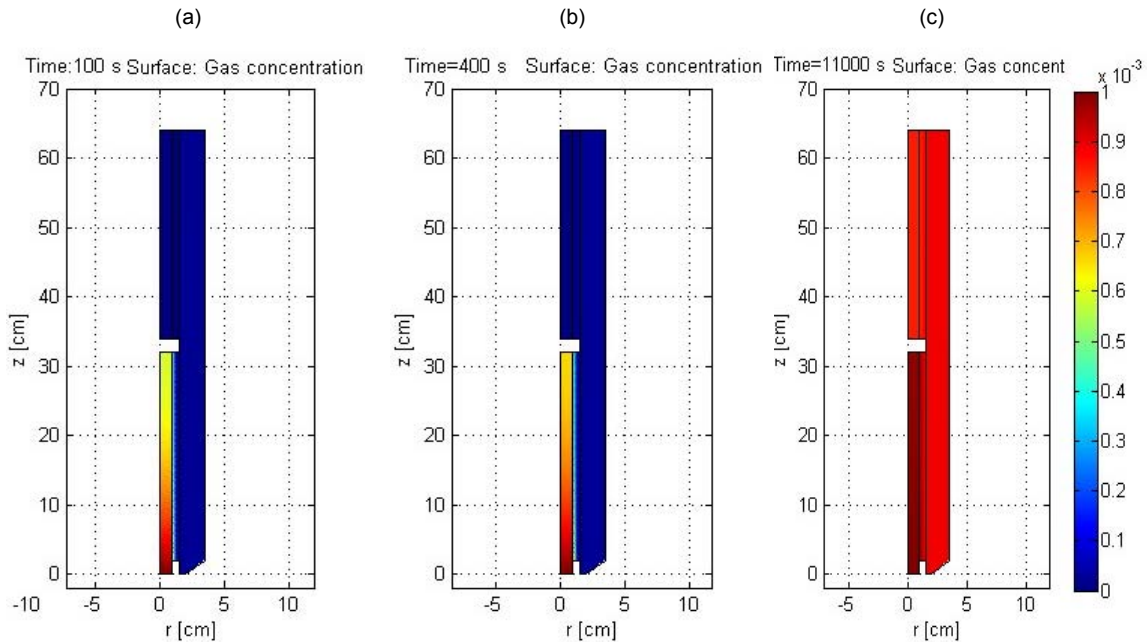 (a) (b) (c)
Time:100 s Surface: Gas concentration Time=400 s Surface: Gas concentration Time=11000 s Surface: Gas concent
x 10^-3
70 70 70 1
60 60 60 0.9
50 50 50 0.8
40 40 40 0.7
30 30 30 0.6
20 20 20 0.5
10 10 10 0.4
0 0 0 0.3
0.2
0.1
0
z [cm] z [cm] z [cm]
-10 -5 0 5 10 -5 0 5 10 -5 0 5 10
r [cm] r [cm] r [cm]